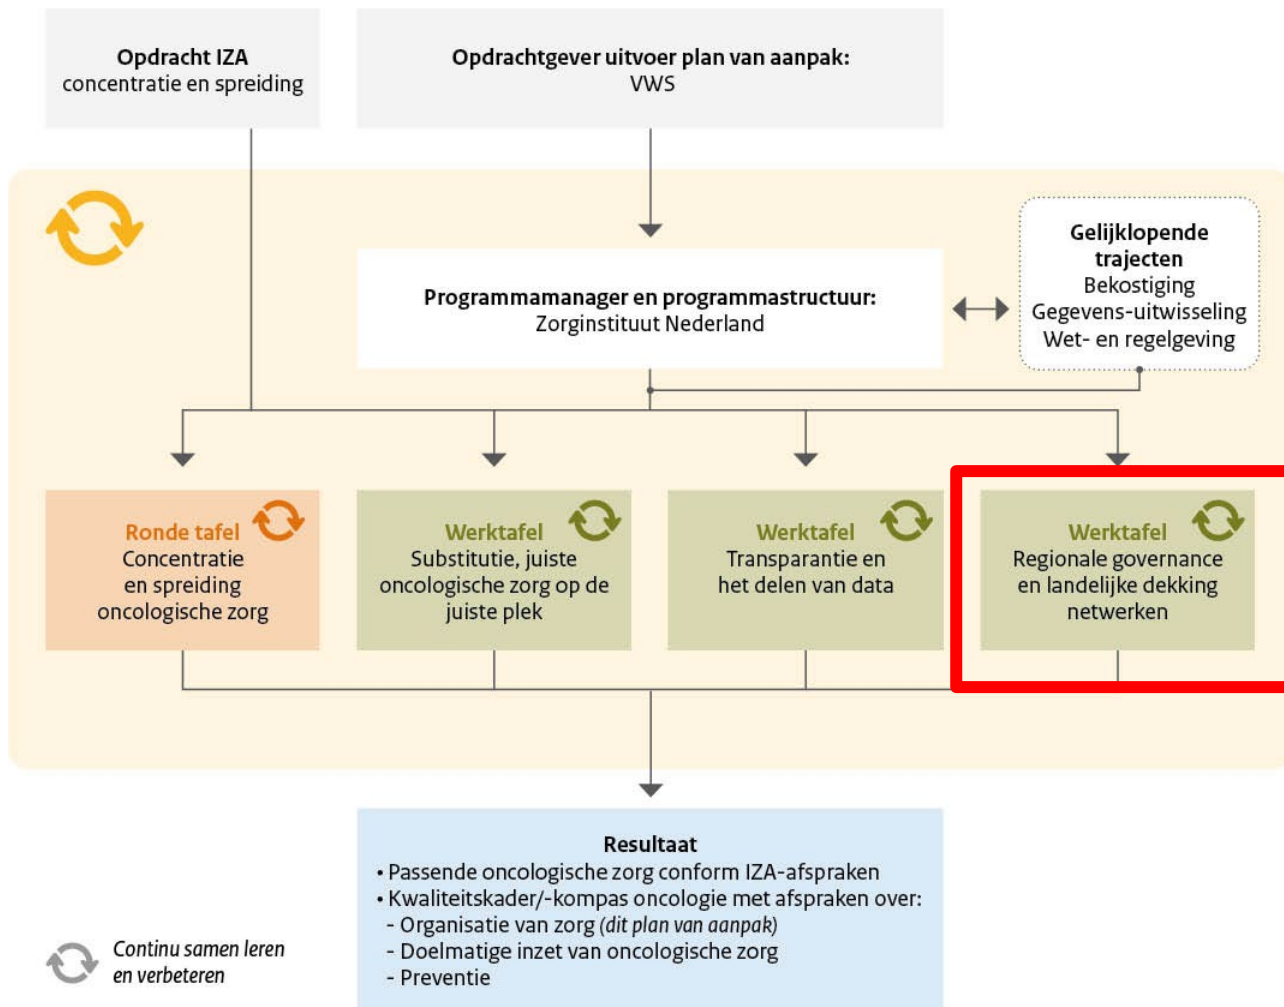 Opdracht IZA
concentratie en spreiding
Opdrachtgever uitvoer plan van aanpak:
VWS
Programmamanager en programmastructuur:
Zorginstituut Nederland
Gelijklopende
trajecten
Bekostiging
Gegevens-uitwisseling
Wet- en regelgeving
Ronde tafel
Concentratie
en spreiding
oncologische zorg
Werktafel
Substitutie, juiste
oncologische zorg op de
juiste plek
Werktafel
Transparantie en
het delen van data
Werktafel
Regionale governance
en landelijke dekking
netwerken
Resultaat
• Passende oncologische zorg conform IZA-afspraken
• Kwaliteitskader/-kompas oncologie met afspraken over:
- Organisatie van zorg (dit plan van aanpak)
- Doelmatige inzet van oncologische zorg
- Preventie
Continu samen leren
en verbeteren